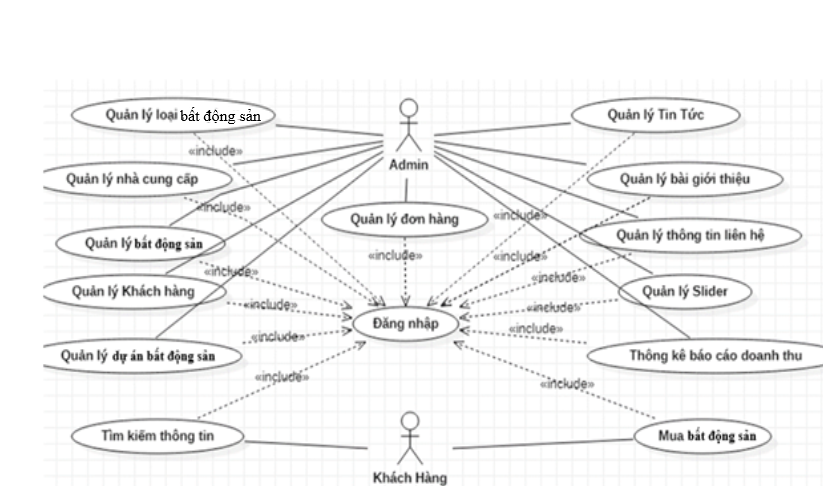 Quản lý loại bất động sản
Quản lý Tin Tức
«include»
Admin
Quản lý nhà cung cấp
Quản lý bài giới thiệu
«include»
Quản lý đơn hàng
«include»
Quản lý bất động sản
Quản lý thông tin liên hệ
«include»
«include»
«include»
«include»
Quản lý Khách hàng
Quản lý Slider
«include»
«include»
Đăng nhập
«include»
«include»
Quản lý dự án bất động sản
Thống kê báo cáo doanh thu
«include»
«include»
Tìm kiếm thông tin
Mua bất động sản
Khách Hàng